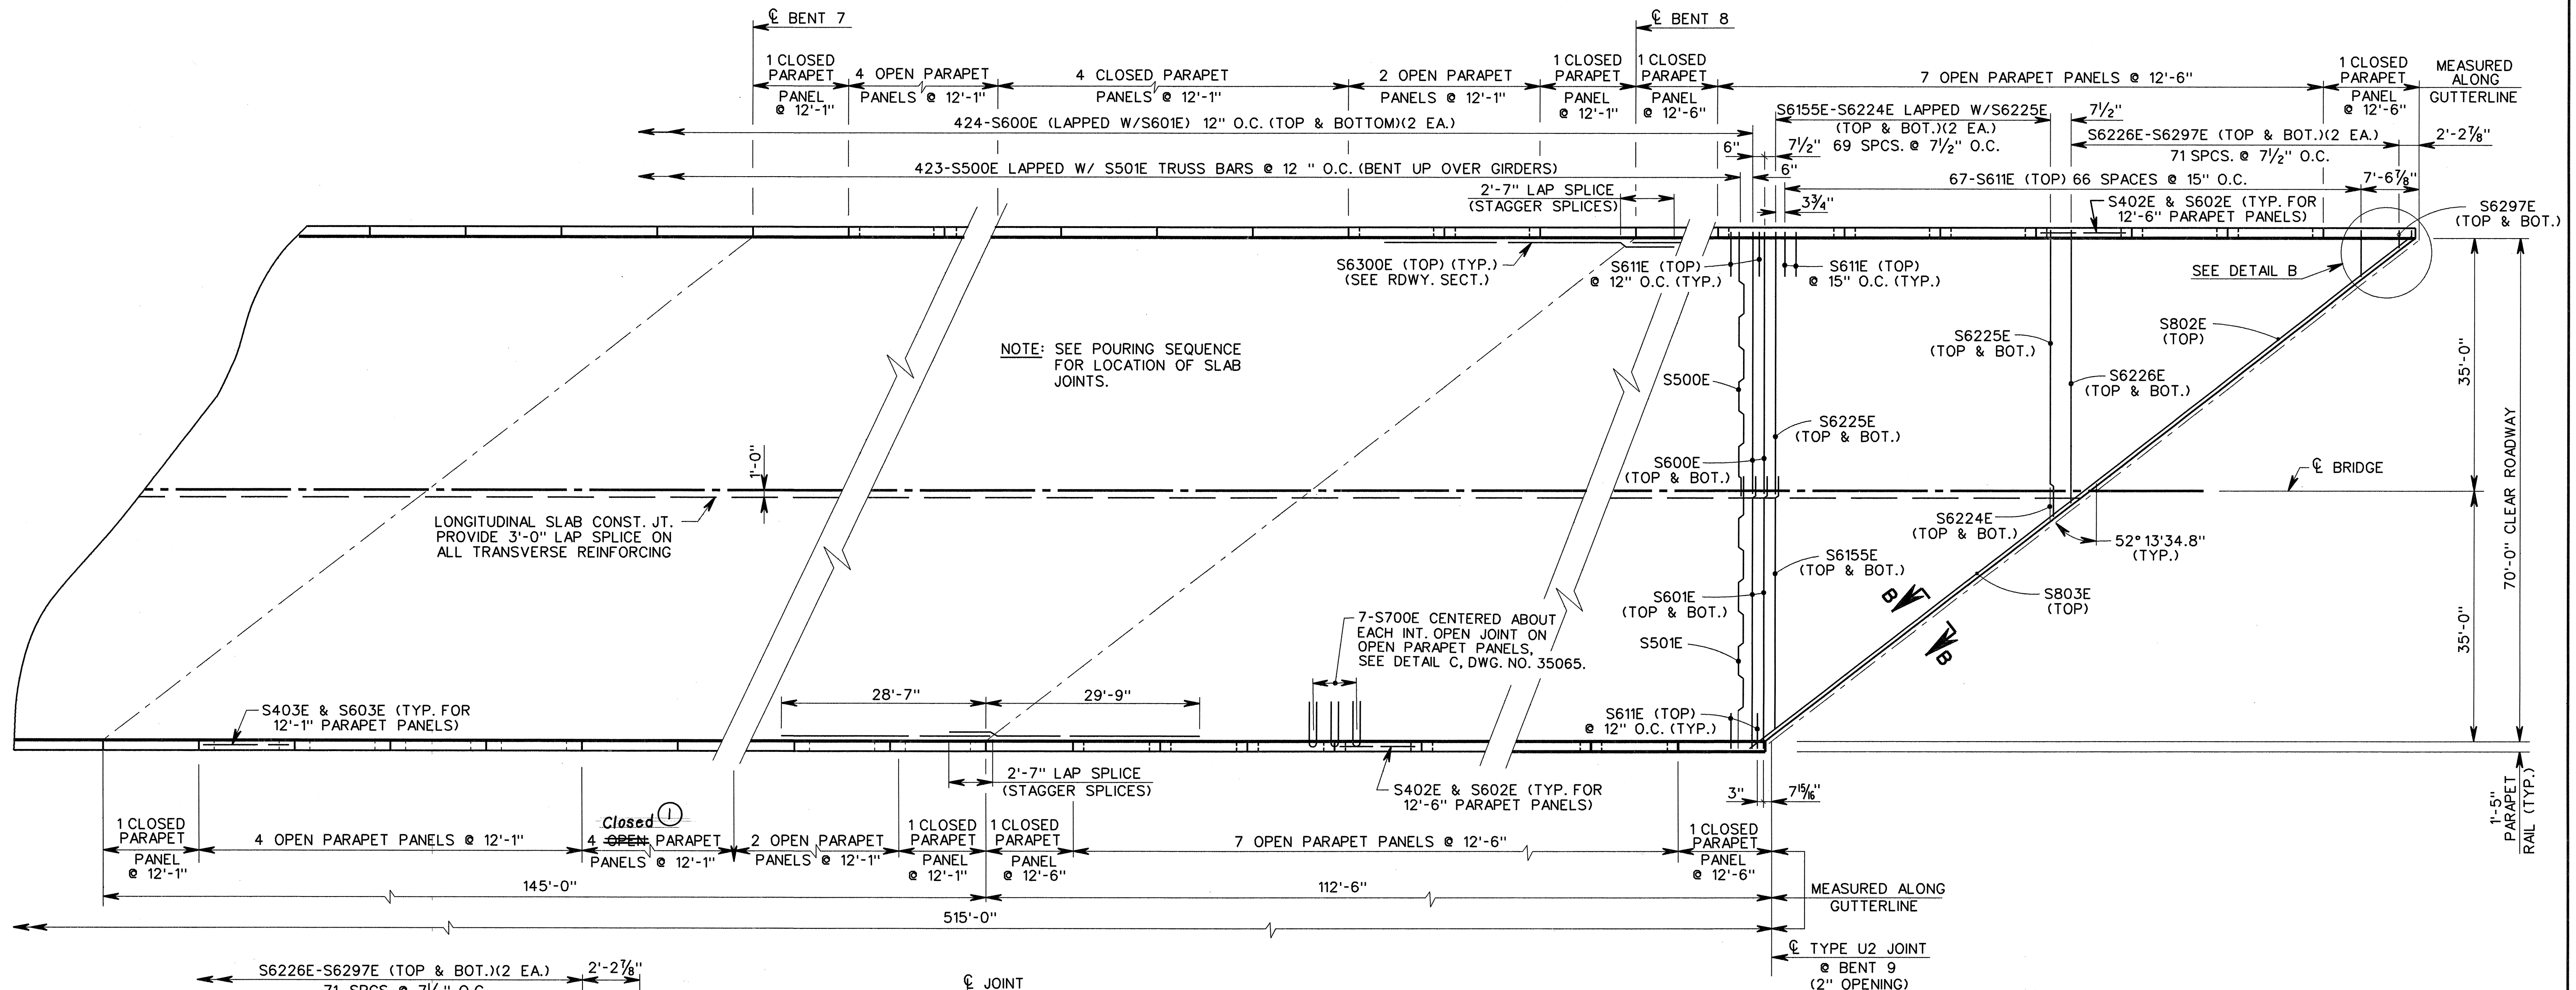 ℄ BENT 7
℄ BENT 8
1 CLOSED
PARAPET
PANEL
@ 12'-1"
4 OPEN PARAPET
PANELS @ 12'-1"
4 CLOSED PARAPET
PANELS @ 12'-1"
2 OPEN PARAPET
PANELS @ 12'-1"
1 CLOSED
PARAPET
PANEL
@ 12'-1"
1 CLOSED
PARAPET
PANEL
@ 12'-6"
7 OPEN PARAPET PANELS @ 12'-6"
1 CLOSED
PARAPET
PANEL
@ 12'-6"
MEASURED
ALONG
GUTTERLINE
424-S600E (LAPPED W/S601E) 12" O.C. (TOP & BOTTOM)(2 EA.)
S6155E-S6224E LAPPED W/S6225E
(TOP & BOT.)(2 EA.)
69 SPCS. @ 7½" O.C.
7½"
S6226E-S6297E (TOP & BOT.)(2 EA.)
71 SPCS. @ 7½" O.C.
2'-2⅞"
6"
7½"
423-S500E LAPPED W/ S501E TRUSS BARS @ 12 " O.C. (BENT UP OVER GIRDERS)
6"
67-S611E (TOP) 66 SPACES @ 15" O.C.
7'-6⅞"
2'-7" LAP SPLICE
(STAGGER SPLICES)
3¾"
S402E & S602E (TYP. FOR
12'-6" PARAPET PANELS)
S6297E
(TOP & BOT.)
S6300E (TOP) (TYP.)
(SEE RDWY. SECT.)
S611E (TOP)
@ 12" O.C. (TYP.)
S611E (TOP)
@ 15" O.C. (TYP.)
SEE DETAIL B
NOTE: SEE POURING SEQUENCE
FOR LOCATION OF SLAB
JOINTS.
S6225E
(TOP & BOT.)
S802E
(TOP)
S500E
S6226E
(TOP & BOT.)
35'-0"
S6225E
(TOP & BOT.)
1'-0"
S600E
(TOP & BOT.)
℄ BRIDGE
LONGITUDINAL SLAB CONST. JT.
PROVIDE 3'-0" LAP SPLICE ON
ALL TRANSVERSE REINFORCING
S6224E
(TOP & BOT.)
52° 13'34.8"
(TYP.)
70'-0" CLEAR ROADWAY
S6155E
(TOP & BOT.)
S601E
(TOP & BOT.)
S803E
(TOP)
B
B
7-S700E CENTERED ABOUT
EACH INT. OPEN JOINT ON
OPEN PARAPET PANELS,
SEE DETAIL C, DWG. NO. 35065.
S501E
35'-0"
28'-7"
29'-9"
S403E & S603E (TYP. FOR
12'-1" PARAPET PANELS)
S611E (TOP)
@ 12" O.C. (TYP.)
2'-7" LAP SPLICE
(STAGGER SPLICES)
S402E & S602E (TYP. FOR
12'-6" PARAPET PANELS)
3"
7 15/16"
1'-5"
PARAPET
RAIL (TYP.)
1 CLOSED
PARAPET
PANEL
@ 12'-1"
4 OPEN PARAPET PANELS @ 12'-1"
Closed 1
4 OPEN PARAPET
PANELS @ 12'-1"
2 OPEN PARAPET
PANELS @ 12'-1"
1 CLOSED
PARAPET
PANEL
@ 12'-1"
1 CLOSED
PARAPET
PANEL
@ 12'-6"
7 OPEN PARAPET PANELS @ 12'-6"
1 CLOSED
PARAPET
PANEL
@ 12'-6"
145'-0"
112'-6"
MEASURED ALONG
GUTTERLINE
515'-0"
℄ TYPE U2 JOINT
@ BENT 9
(2" OPENING)
S6226E-S6297E (TOP & BOT.)(2 EA.)
71 SPCS @ 7½" O.C.
2'-2⅞"
℄ JOINT